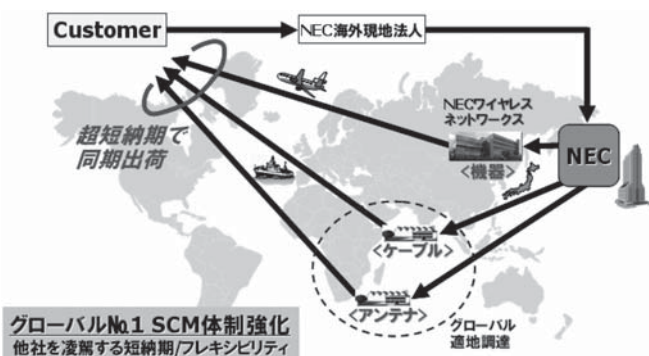 Customer
NEC海外現地法人
NECワイヤレス
ネットワークス
<機器>
NEC
超短納期で
同期出荷
<ケーブル>
<アンテナ>
グローバル
適地調達
グローバル№1 SCM体制強化
他社を凌駕する短納期/フレキシビリティ